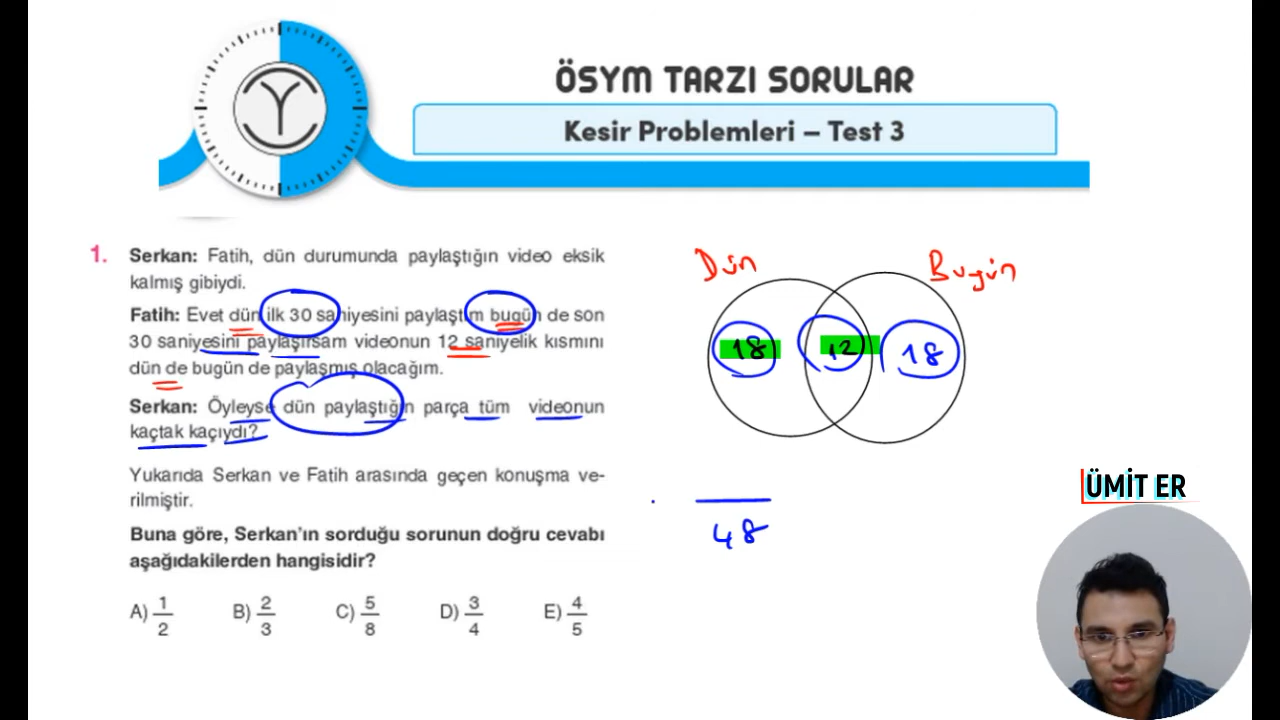 ÖSYM TARZI SORULAR
Kesir Problemleri – Test 3
1. Serkan: Fatih, dün durumunda paylaştığın video eksik
kalmış gibiydi.
Fatih: Evet dün ilk 30 saniyesini paylaştım bugün de son
30 saniyesini paylaşırsam videonun 12 saniyelik kısmını
dün de bugün de paylaşmış olacağım.
Serkan: Öyleyse dün paylaştığın parça tüm videonun
kaçtak kaçıydı?
Yukarıda Serkan ve Fatih arasında geçen konuşma ve-
rilmiştir.
Buna göre, Serkan'ın sorduğu sorunun doğru cevabı
aşağıdakilerden hangisidir?
A) 1/2 B) 2/3 C) 5/8 D) 3/4 E) 4/5
Dün Bugün
18 12 18
48
ÜMİT ER